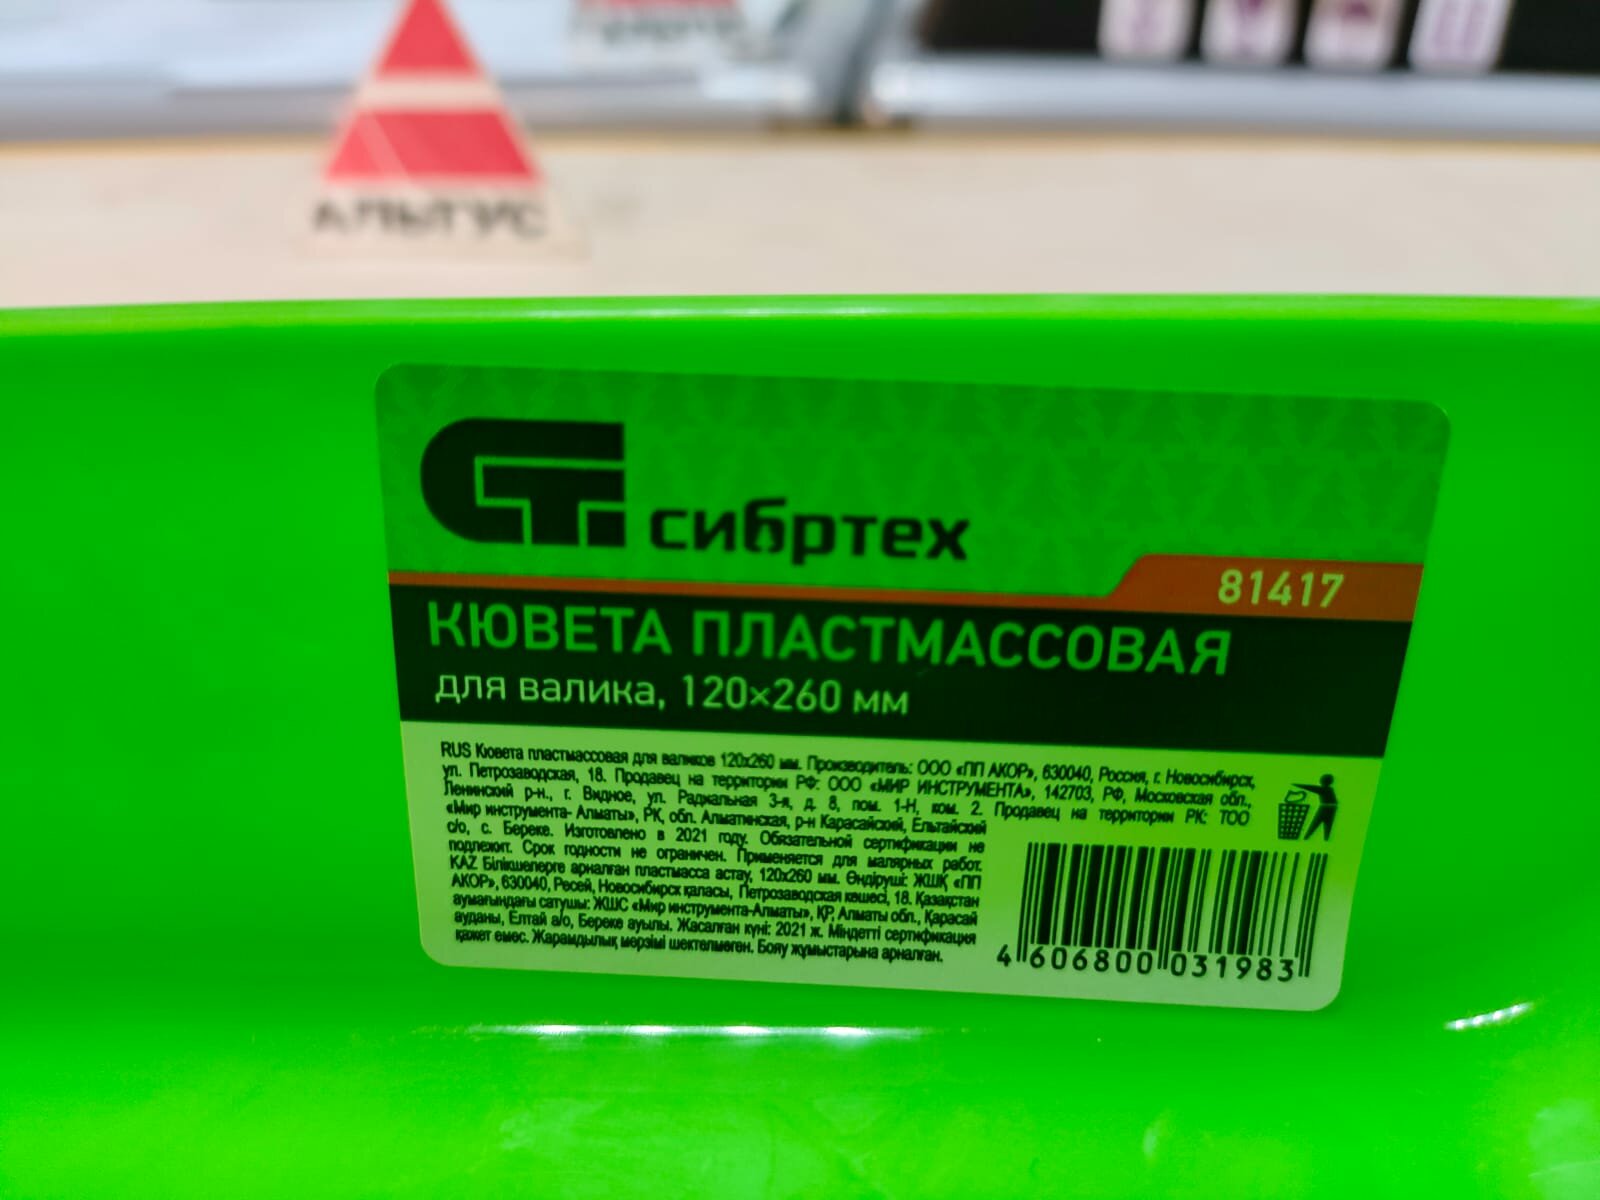 АЛЬТУС
СТ сибртех
81417
КЮВЕТА ПЛАСТМАССОВАЯ
для валика, 120×260 мм
RUS Кювета пластмассовая для валиков 120х260 мм. Производитель: ООО «ПП АКОР», 630040, Россия, г. Новосибирск,
ул. Петрозаводская, 18. Продавец на территории РФ: ООО «МИР ИНСТРУМЕНТА», 142703, РФ, Московская обл.,
Ленинский р-н., г. Видное, ул. Радиальная 3-я, д. 8, пом. 1-Н, ком. 2. Продавец на территории РК: ТОО
«Мир инструмента- Алматы», РК, обл. Алматинская, р-н Карасайский, Ельтайский
с/о, с. Береке. Изготовлено в 2021 году. Обязательной сертификации не
подлежит. Срок годности не ограничен. Применяется для малярных работ.
KAZ Білікшелерге арналған пластмасса астау, 120х260 мм. Өндіруші: ЖШҚ «ПП
АКОР», 630040, Ресей, Новосибирск қаласы, Петрозаводская көшесі, 18. Қазақстан
аумағындағы сатушы: ЖШС «Мир инструмента-Алматы», ҚР, Алматы обл., Қарасай
ауданы, Елтай а/о, Береке ауылы. Жасалған күні: 2021 ж. Міндетті сертификация
қажет емес. Жарамдылық мерзімі шектелмеген. Бояу жұмыстарына арналған.
4 606800 031983